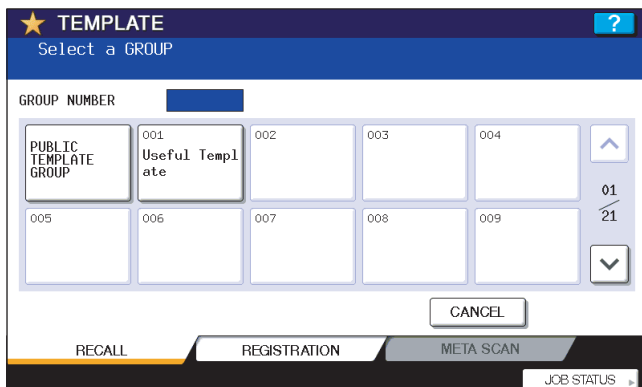 TEMPLATE
?
Select a GROUP
GROUP NUMBER
PUBLIC
TEMPLATE
GROUP
001
Useful Templ
ate
002
003
004
01
21
005
006
007
008
009
CANCEL
RECALL
REGISTRATION
META SCAN
JOB STATUS